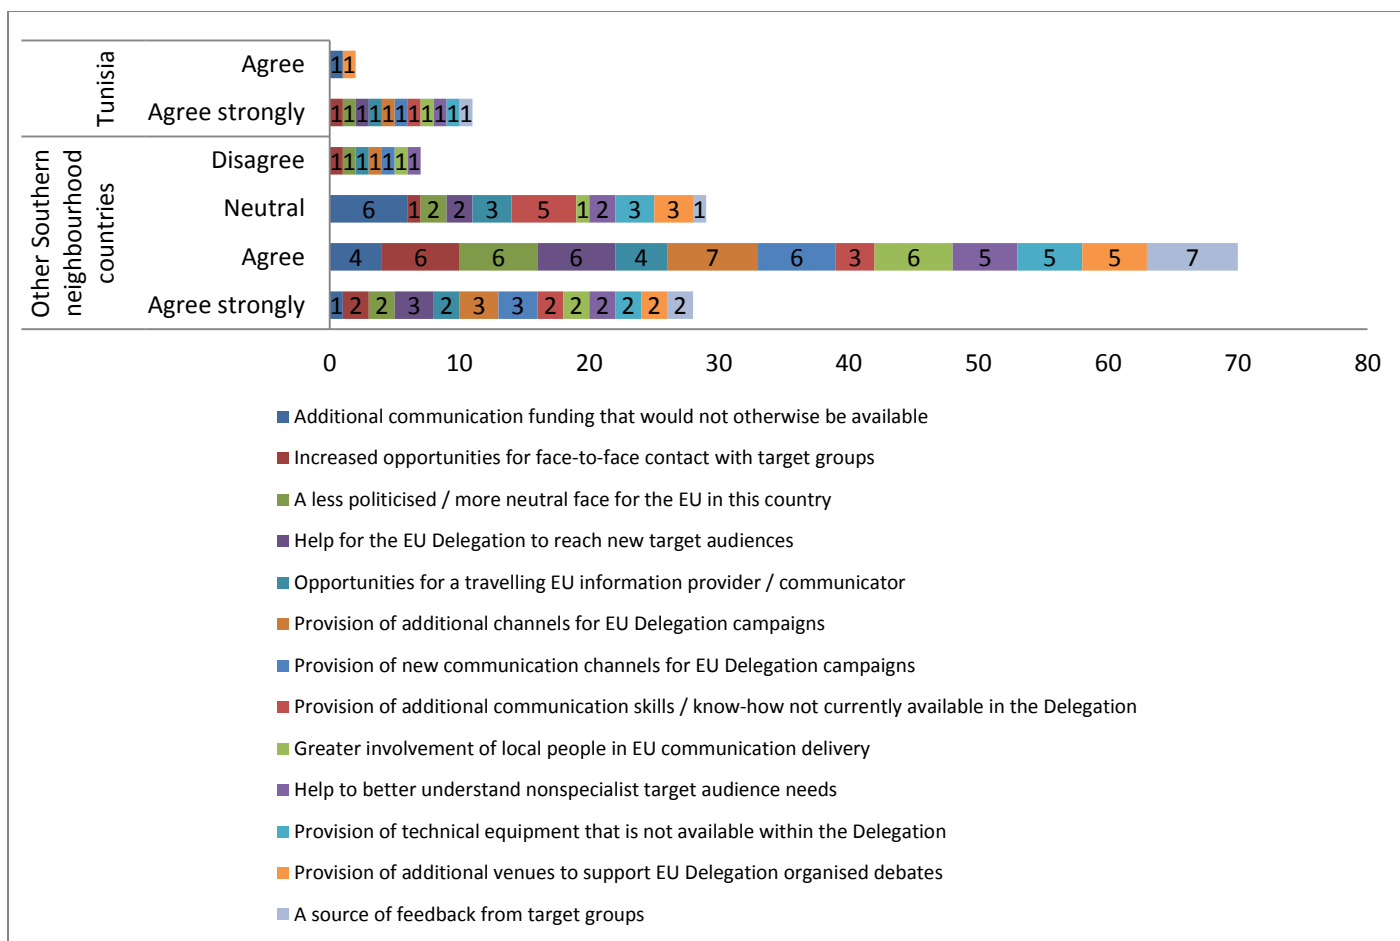 Tunisia
Agree
11
Agree strongly
11111111111
Other Southern
neighbourhood
countries
Disagree
1111111
Neutral
6 1 2 2 3 5 1 2 3 3 1
Agree
4 6 6 6 4 7 6 3 6 5 5 5 7
Agree strongly
1 2 2 3 2 3 3 2 2 2 2 2 2
0 10 20 30 40 50 60 70 80
Additional communication funding that would not otherwise be available
Increased opportunities for face-to-face contact with target groups
A less politicised / more neutral face for the EU in this country
Help for the EU Delegation to reach new target audiences
Opportunities for a travelling EU information provider / communicator
Provision of additional channels for EU Delegation campaigns
Provision of new communication channels for EU Delegation campaigns
Provision of additional communication skills / know-how not currently available in the Delegation
Greater involvement of local people in EU communication delivery
Help to better understand nonspecialist target audience needs
Provision of technical equipment that is not available within the Delegation
Provision of additional venues to support EU Delegation organised debates
A source of feedback from target groups